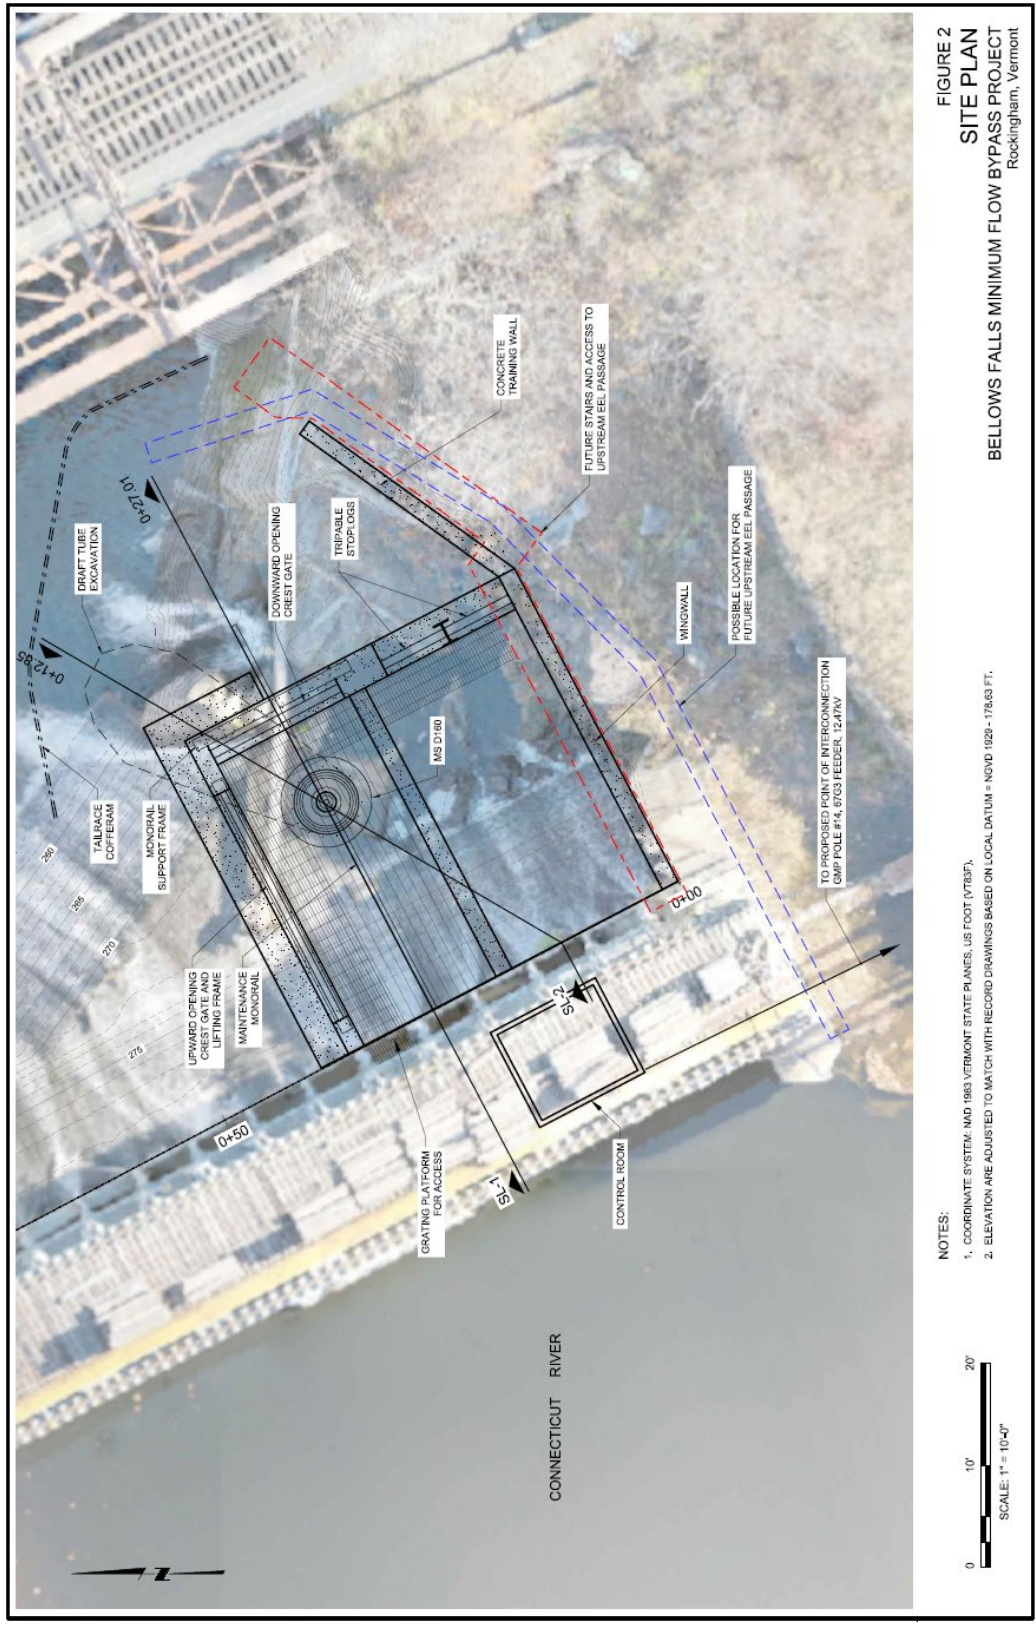 TAILRACE
COFFERDAM
DRAFT TUBE
EXCAVATION
0+12.85
0+27.01
MONORAIL
SUPPORT FRAME
260
265
270
275
UPWARD OPENING
CREST GATE AND
LIFTING FRAME
MAINTENANCE
MONORAIL
DOWNWARD OPENING
CREST GATE
TRIPABLE
STOPLOGS
CONCRETE
TRAINING WALL
FUTURE STAIRS AND ACCESS TO
UPSTREAM EEL PASSAGE
MS D160
WINGWALL
POSSIBLE LOCATION FOR
FUTURE UPSTREAM EEL PASSAGE
0+50
0+00
GRATING PLATFORM
FOR ACCESS
SL-1
SL-2
CONTROL ROOM
TO PROPOSED POINT OF INTERCONNECTION
GMP POLE #14, 67G3 FEEDER, 12.47kV
CONNECTICUT RIVER
N
0 10' 20'
SCALE: 1" = 10'-0"
NOTES:
1. COORDINATE SYSTEM: NAD 1983 VERMONT STATE PLANES, US FOOT (VT83F).
2. ELEVATION ARE ADJUSTED TO MATCH WITH RECORD DRAWINGS BASED ON LOCAL DATUM = NGVD 1929 - 178.63 FT.
FIGURE 2
SITE PLAN
BELLOWS FALLS MINIMUM FLOW BYPASS PROJECT
Rockingham, Vermont